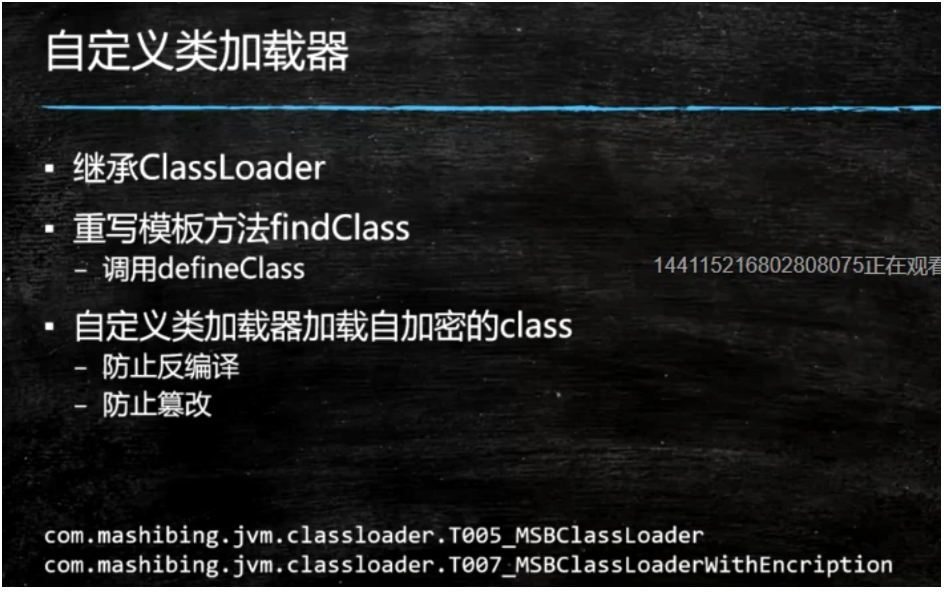 自定义类加载器
▪ 继承ClassLoader
▪ 重写模板方法findClass
– 调用defineClass
144115216802808075正在观看
▪ 自定义类加载器加载自加密的class
– 防止反编译
– 防止篡改
com.mashibing.jvm.classloader.T005_MSBClassLoader
com.mashibing.jvm.classloader.T007_MSBClassLoaderWithEncription